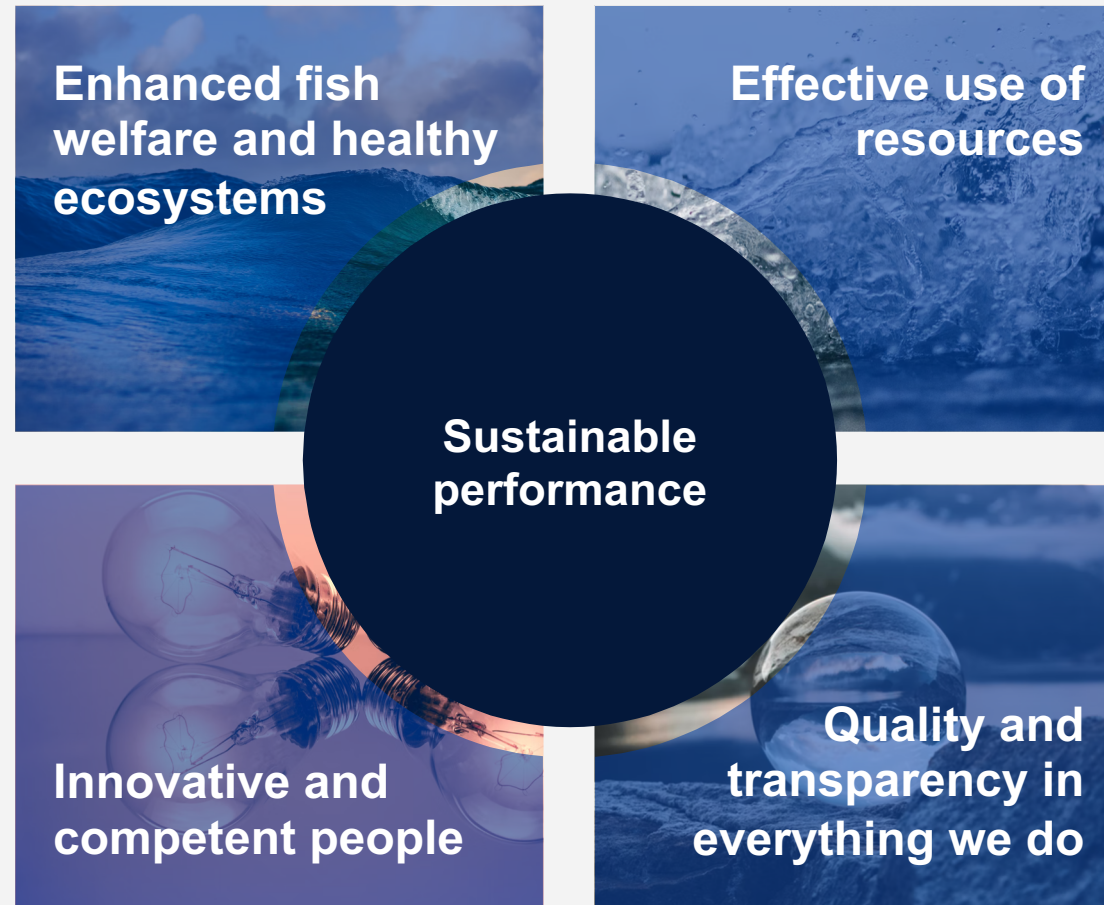 Enhanced fish
welfare and healthy
ecosystems
Effective use of
resources
Sustainable
performance
Innovative and
competent people
Quality and
transparency in
everything we do